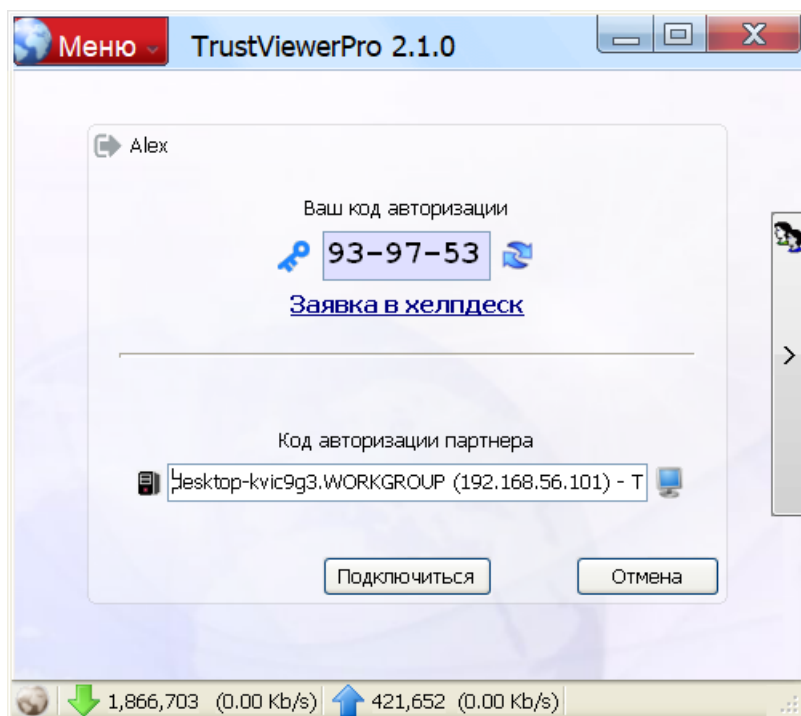 Меню TrustViewerPro 2.1.0
Alex
Ваш код авторизации
93-97-53
Заявка в хелпдеск
Код авторизации партнера
desktop-kvic9g3.WORKGROUP (192.168.56.101) - T
Подключиться Отмена
1,866,703 (0.00 Kb/s) 421,652 (0.00 Kb/s)